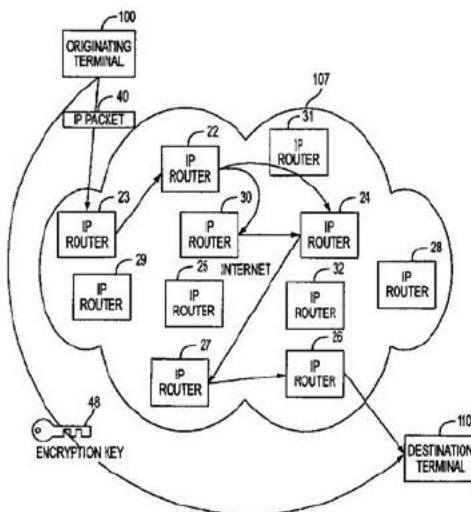 100
ORIGINATING
TERMINAL
40
IP PACKET
107
31
IP
ROUTER
22
IP
ROUTER
23
IP
ROUTER
30
IP
ROUTER
24
IP
ROUTER
29
IP
ROUTER
25
INTERNET
IP
ROUTER
32
IP
ROUTER
28
IP
ROUTER
27
IP
ROUTER
26
IP
ROUTER
48
ENCRYPTION KEY
110
DESTINATION
TERMINAL